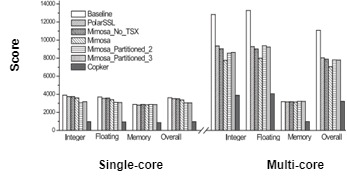 14000
12000
10000
8000
6000
4000
2000
0
Score
Baseline
PolarSSL
Mimosa_No_TSX
Mimosa
Mimosa_Partitioned_2
Mimosa_Partitioned_3
Copker
Integer Floating Memory Overall Integer Floating Memory Overall
Single-core Multi-core